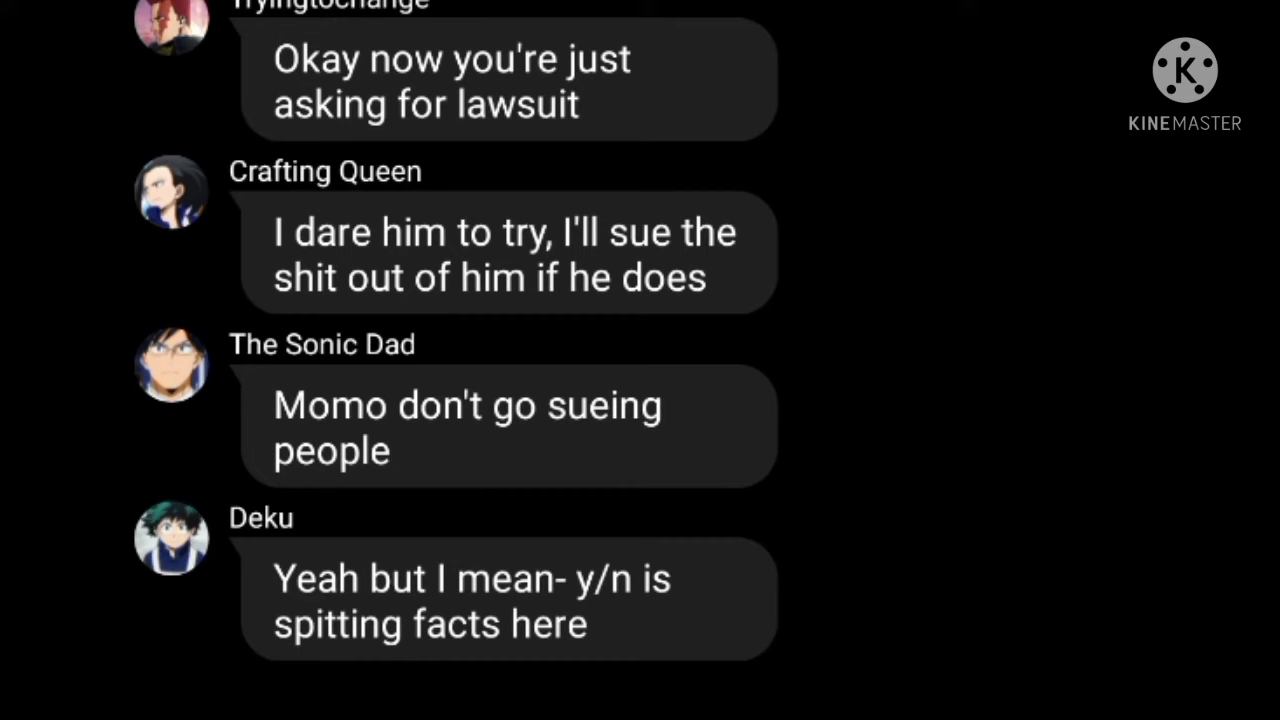 Tryingtochange
Okay now you're just
asking for lawsuit
KINEMASTER
Crafting Queen
I dare him to try, I'll sue the
shit out of him if he does
The Sonic Dad
Momo don't go sueing
people
Deku
Yeah but I mean- y/n is
spitting facts here